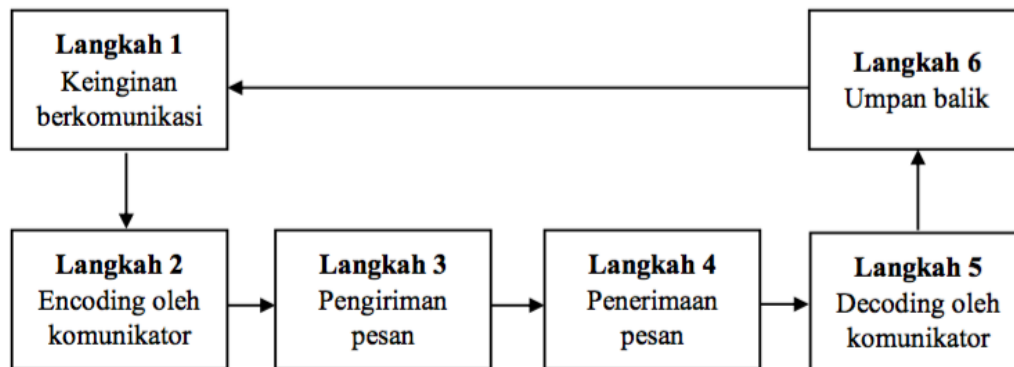 Langkah 1
Keinginan
berkomunikasi
Langkah 2
Encoding oleh
komunikator
Langkah 3
Pengiriman
pesan
Langkah 4
Penerimaan
pesan
Langkah 5
Decoding oleh
komunikator
Langkah 6
Umpan balik